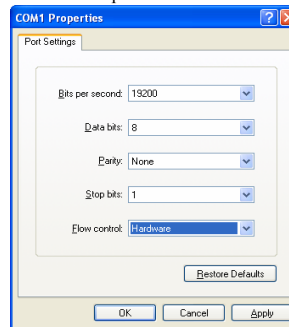 COM1 Properties
Port Settings
Bits per second: 19200
Data bits: 8
Parity: None
Stop bits: 1
Flow control: Hardware
Restore Defaults
OK Cancel Apply